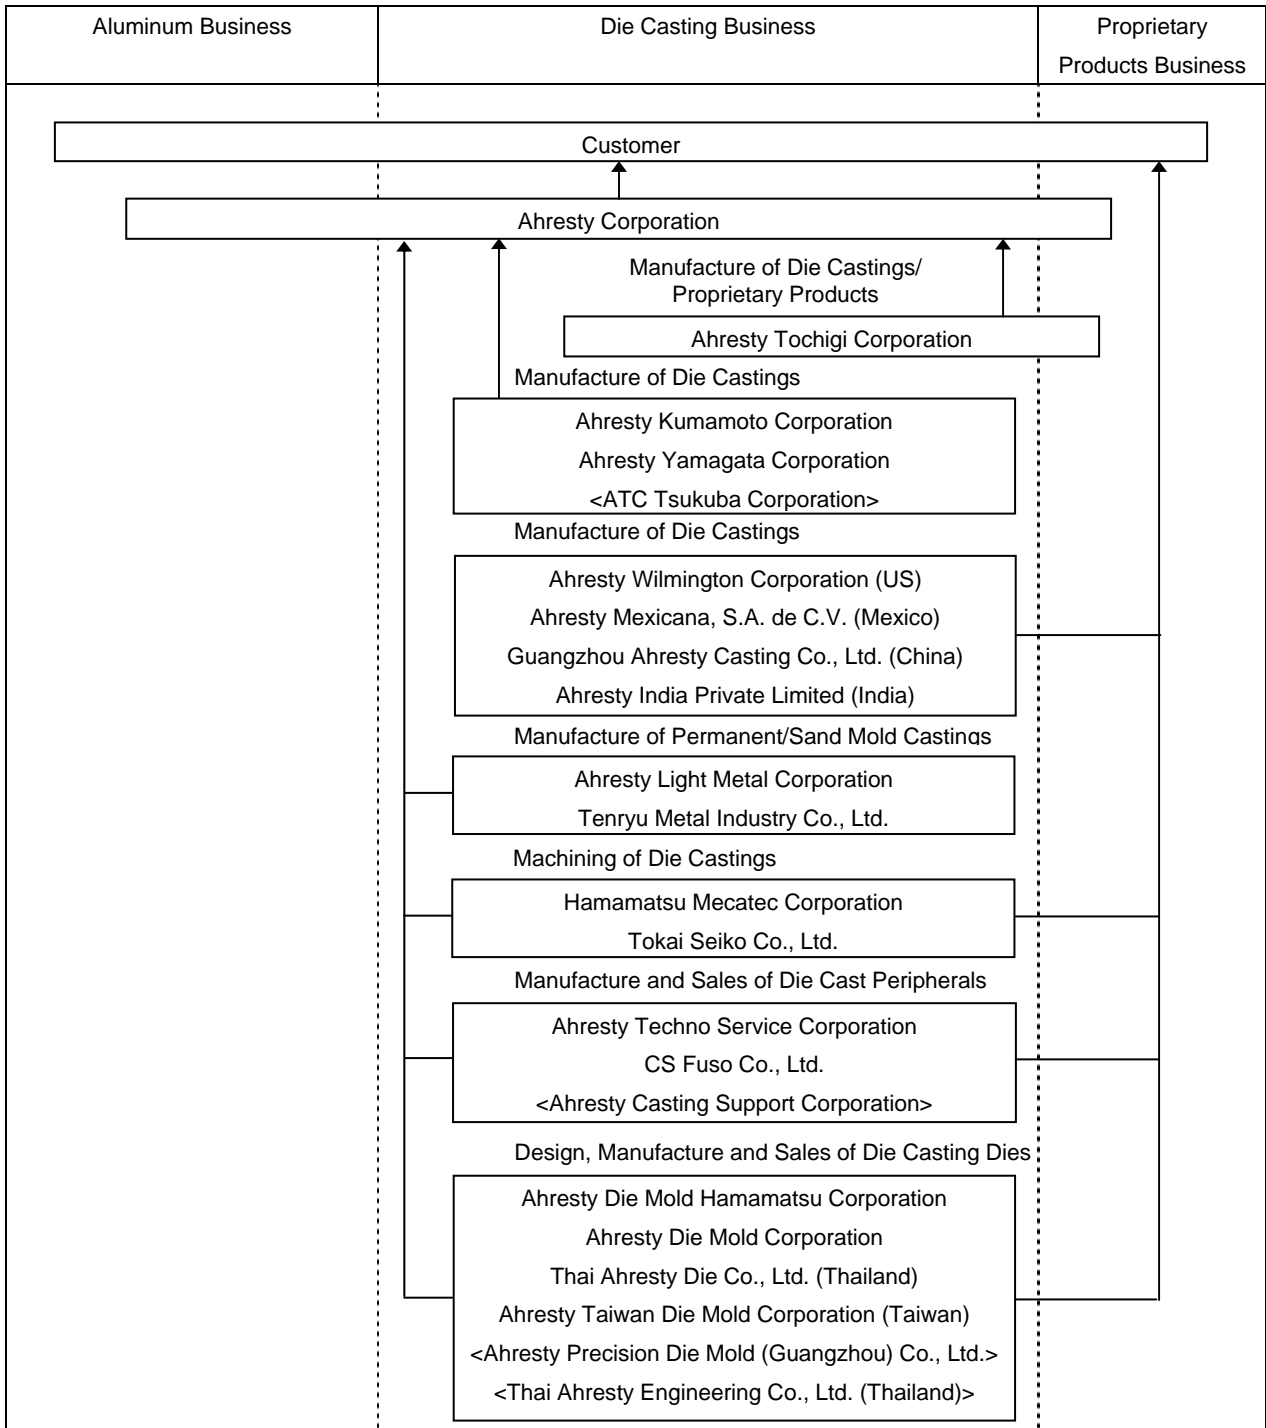 Aluminum Business
Die Casting Business
Proprietary
Products Business
Customer
Ahresty Corporation
Manufacture of Die Castings/
Proprietary Products
Ahresty Tochigi Corporation
Manufacture of Die Castings
Ahresty Kumamoto Corporation
Ahresty Yamagata Corporation
<ATC Tsukuba Corporation>
Manufacture of Die Castings
Ahresty Wilmington Corporation (US)
Ahresty Mexicana, S.A. de C.V. (Mexico)
Guangzhou Ahresty Casting Co., Ltd. (China)
Ahresty India Private Limited (India)
Manufacture of Permanent/Sand Mold Castings
Ahresty Light Metal Corporation
Tenryu Metal Industry Co., Ltd.
Machining of Die Castings
Hamamatsu Mecatec Corporation
Tokai Seiko Co., Ltd.
Manufacture and Sales of Die Cast Peripherals
Ahresty Techno Service Corporation
CS Fuso Co., Ltd.
<Ahresty Casting Support Corporation>
Design, Manufacture and Sales of Die Casting Dies
Ahresty Die Mold Hamamatsu Corporation
Ahresty Die Mold Corporation
Thai Ahresty Die Co., Ltd. (Thailand)
Ahresty Taiwan Die Mold Corporation (Taiwan)
<Ahresty Precision Die Mold (Guangzhou) Co., Ltd.>
<Thai Ahresty Engineering Co., Ltd. (Thailand)>